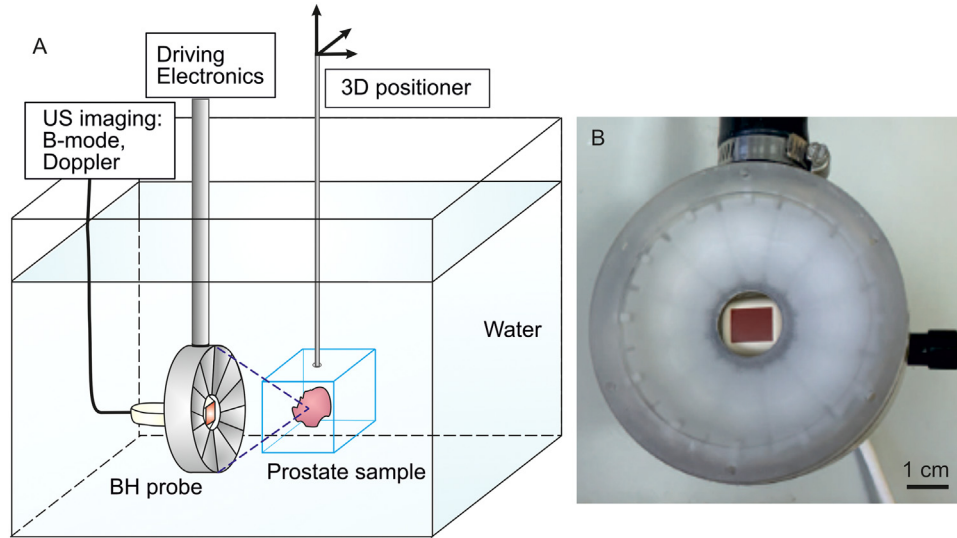 A
Driving
Electronics
3D positioner
US imaging:
B-mode,
Doppler
B
Water
BH probe
Prostate sample
1 cm